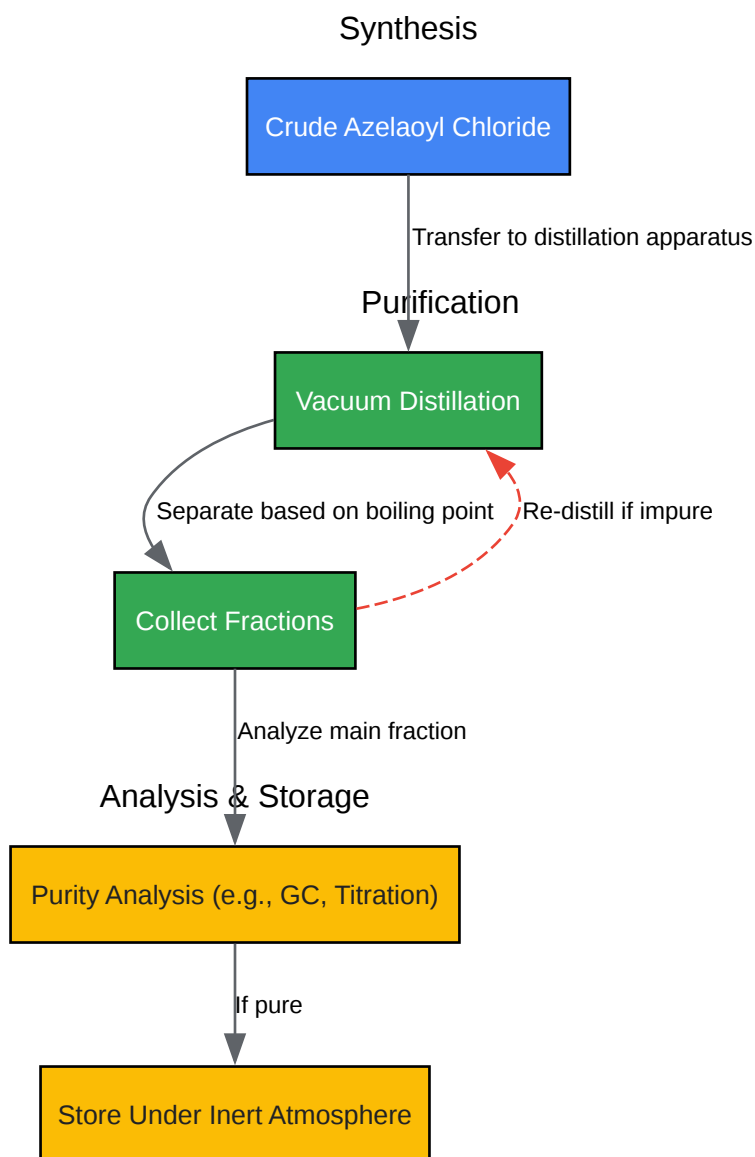 Synthesis
Crude Azelaoyl Chloride
Transfer to distillation apparatus
Purification
Vacuum Distillation
Separate based on boiling point
Re-distill if impure
Collect Fractions
Analyze main fraction
Analysis & Storage
Purity Analysis (e.g., GC, Titration)
If pure
Store Under Inert Atmosphere